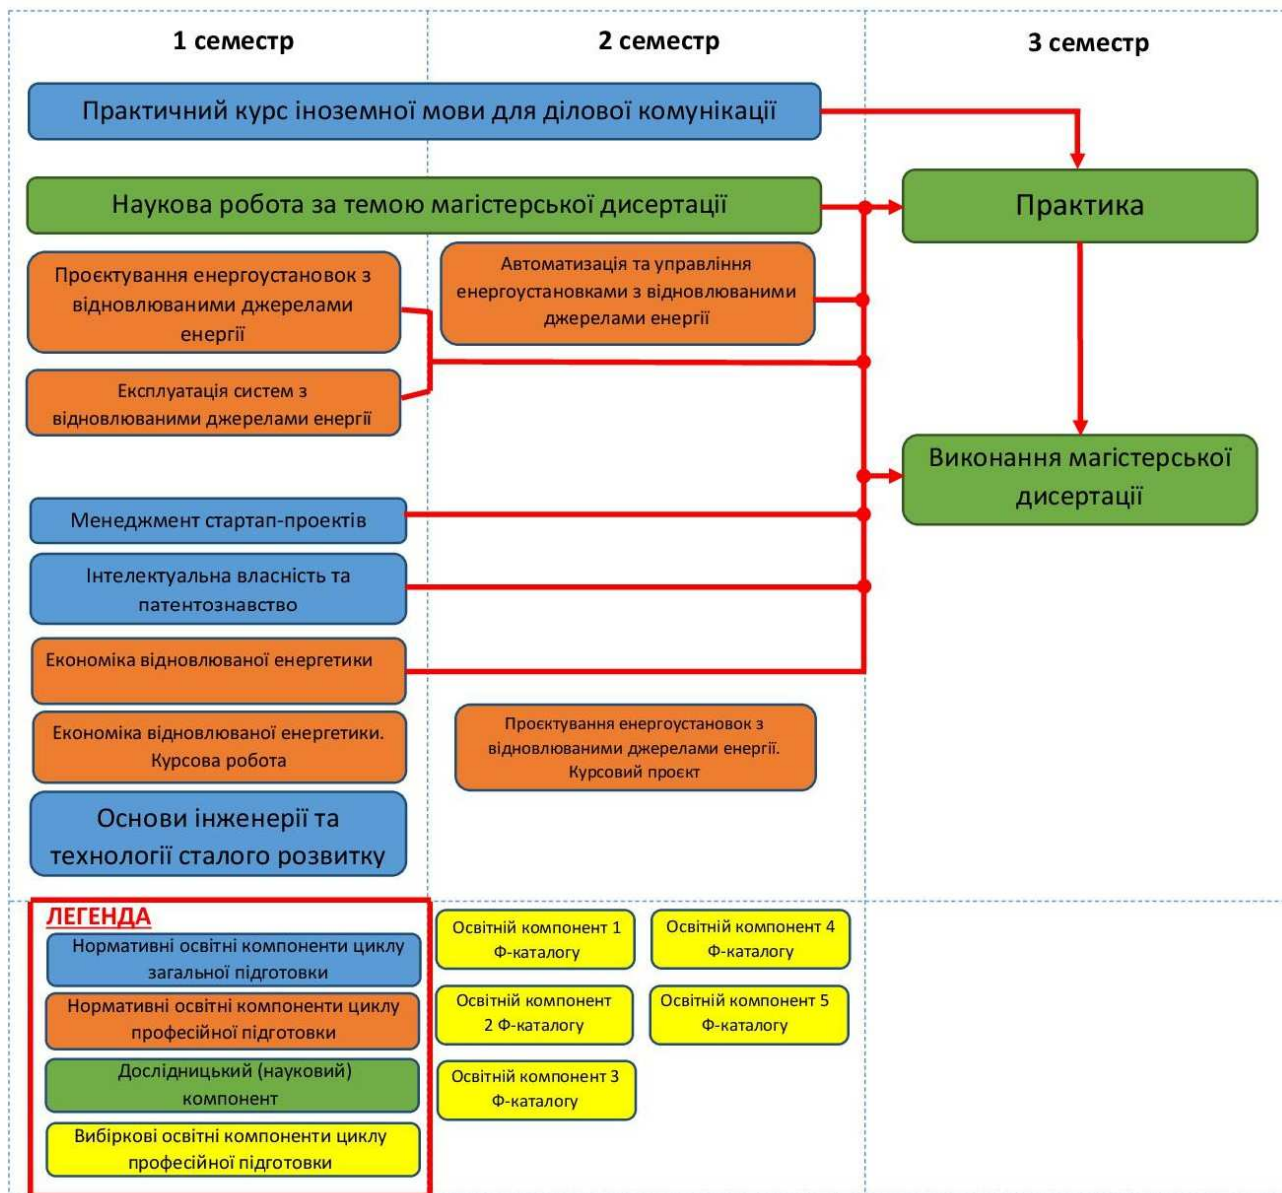 1 семестр
2 семестр
3 семестр
Практичний курс іноземної мови для ділової комунікації
Наукова робота за темою магістерської дисертації
Практика
Проєктування енергоустановок з
відновлюваними джерелами
енергії
Автоматизація та управління
енергоустановками з відновлюваними
джерелами енергії
Експлуатація систем з
відновлюваними джерелами енергії
Виконання магістерської
дисертації
Менеджмент стартап-проектів
Інтелектуальна власність та
патентознавство
Економіка відновлюваної енергетики
Економіка відновлюваної енергетики.
Курсова робота
Проєктування енергоустановок з
відновлюваними джерелами енергії.
Курсовий проєкт
Основи інженерії та
технології сталого розвитку
ЛЕГЕНДА
Нормативні освітні компоненти циклу
загальної підготовки
Нормативні освітні компоненти циклу
професійної підготовки
Дослідницький (науковий)
компонент
Вибіркові освітні компоненти циклу
професійної підготовки
Освітній компонент 1
Ф-каталогу
Освітній компонент 4
Ф-каталогу
Освітній компонент
2 Ф-каталогу
Освітній компонент 5
Ф-каталогу
Освітній компонент 3
Ф-каталогу